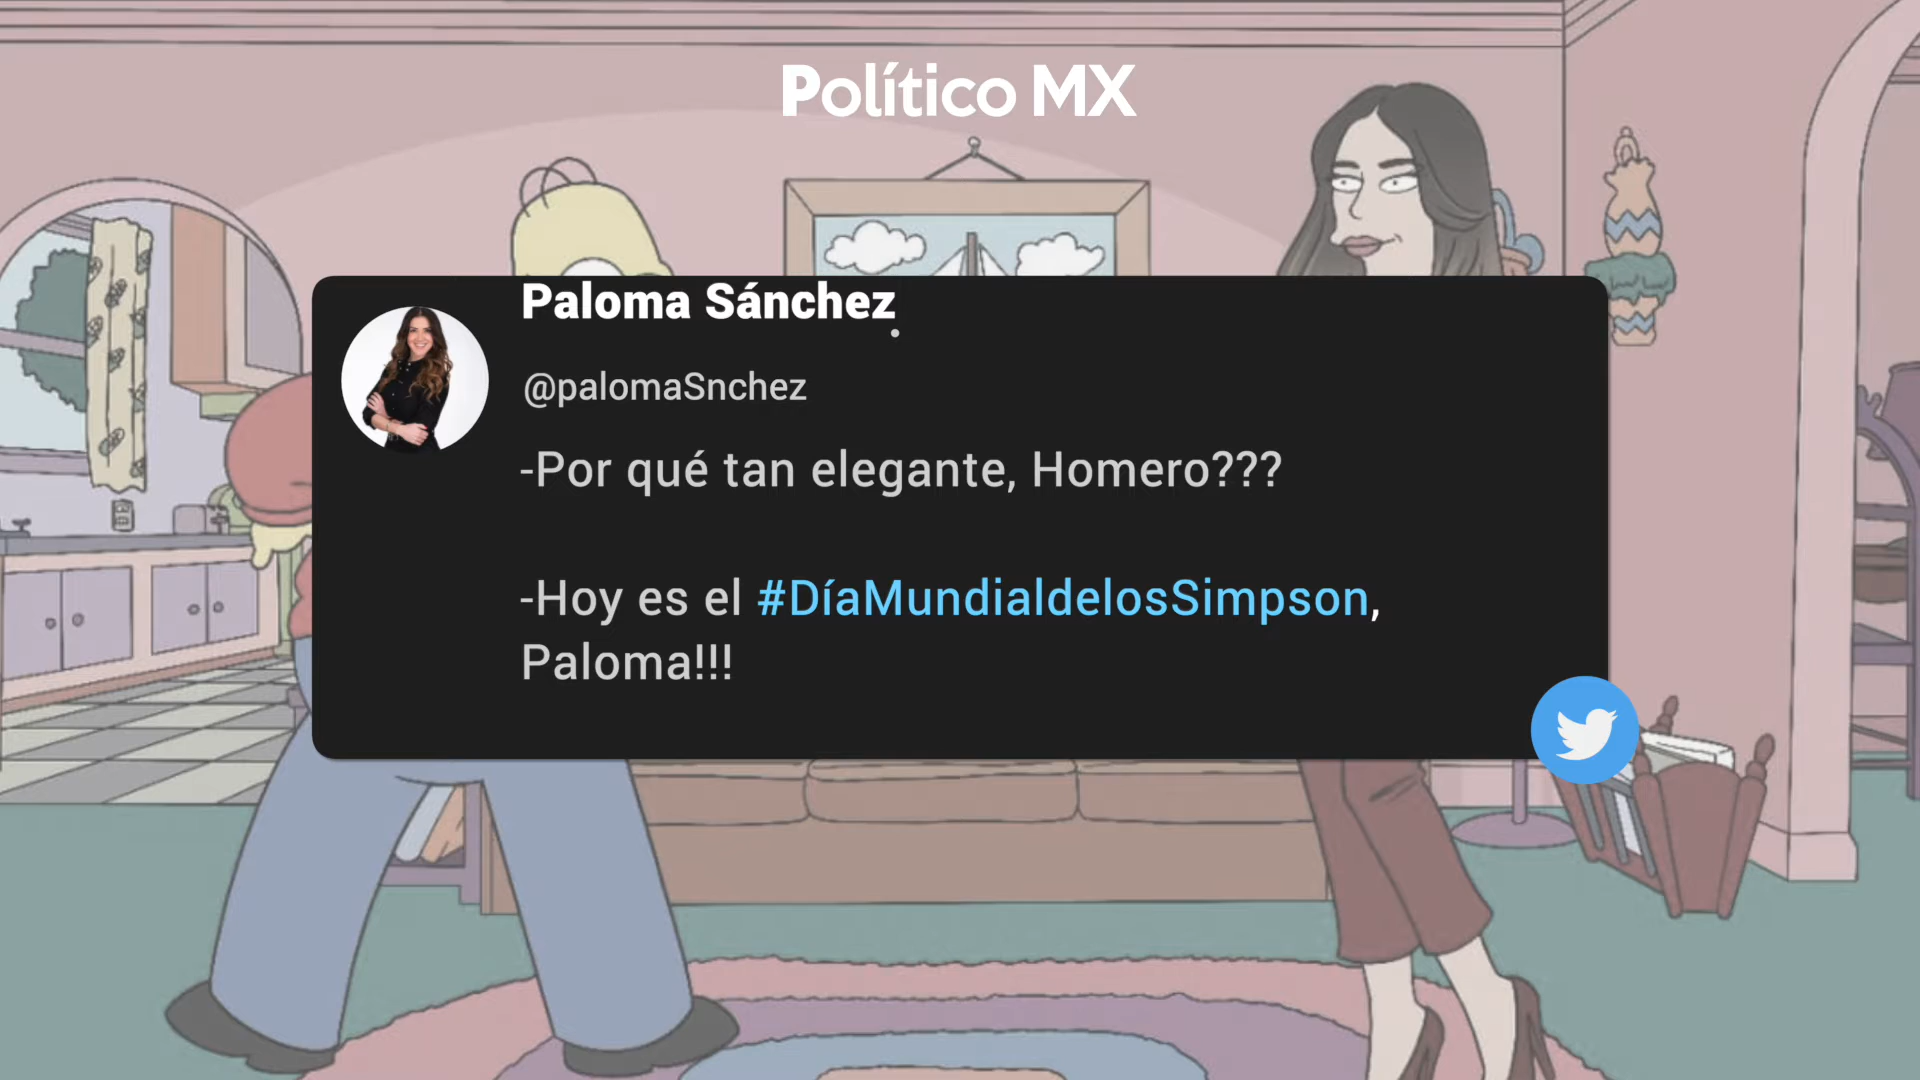 Político MX
Paloma Sánchez
@palomaSnchez
-Por qué tan elegante, Homero???
-Hoy es el #DíaMundialdelosSimpson,
Paloma!!!